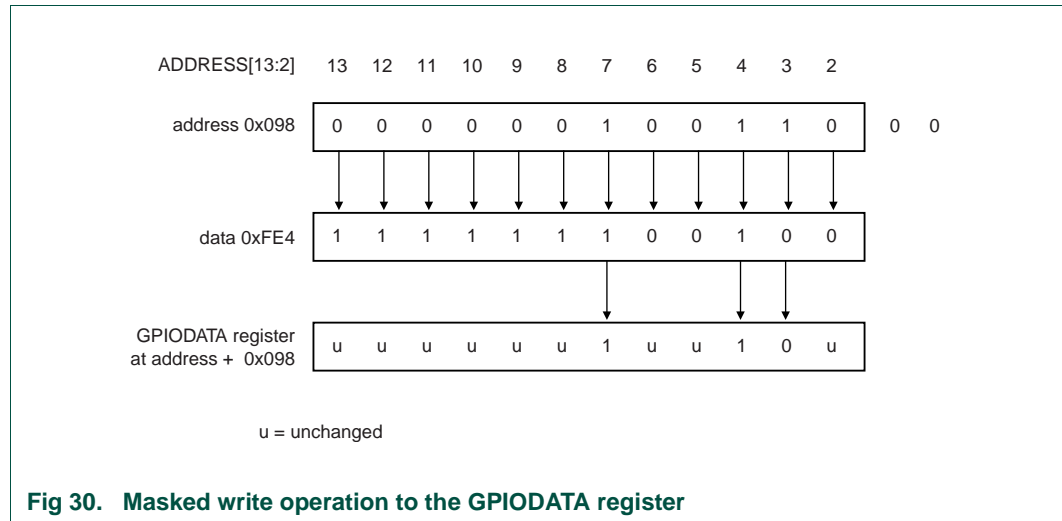 ADDRESS[13:2] 13 12 11 10 9 8 7 6 5 4 3 2
address 0x098 0 0 0 0 0 0 1 0 0 1 1 0 0 0
data 0xFE4 1 1 1 1 1 1 1 0 0 1 0 0
GPIODATA register
at address + 0x098 u u u u u u 1 u u 1 0 u
u = unchanged
Fig 30. Masked write operation to the GPIODATA register